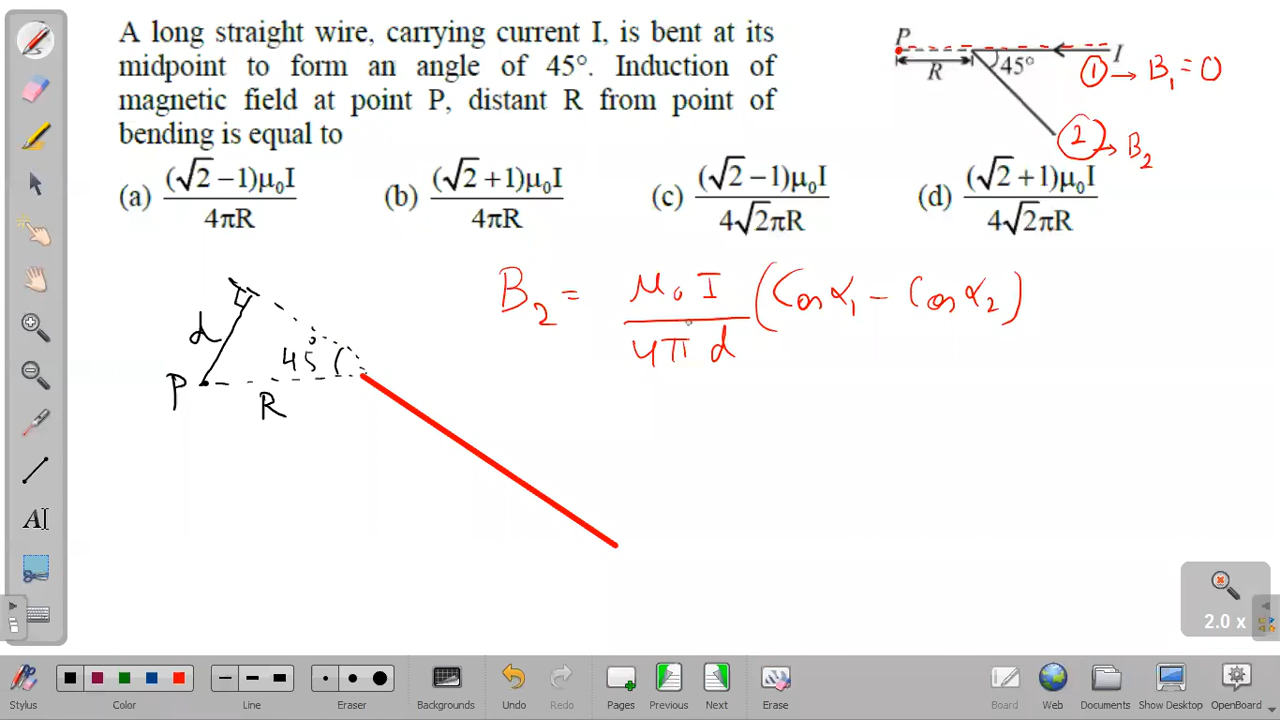 A long straight wire, carrying current I, is bent at its
midpoint to form an angle of 45°. Induction of
magnetic field at point P, distant R from point of
bending is equal to
P
R
45°
I
① → B₁ = 0
② → B₂
(a) (√2 −1)μ₀I / 4πR
(b) (√2 +1)μ₀I / 4πR
(c) (√2 −1)μ₀I / 4√2πR
(d) (√2 +1)μ₀I / 4√2πR
B₂ = μ₀ I / 4π d (Cos α₁ − Cos α₂)
d
45°
P
R
AI
2.0 x
Stylus
Color
Line
Eraser
Backgrounds
Undo
Redo
Pages
Previous
Next
Erase
Board
Web
Documents
Show Desktop
OpenBoard